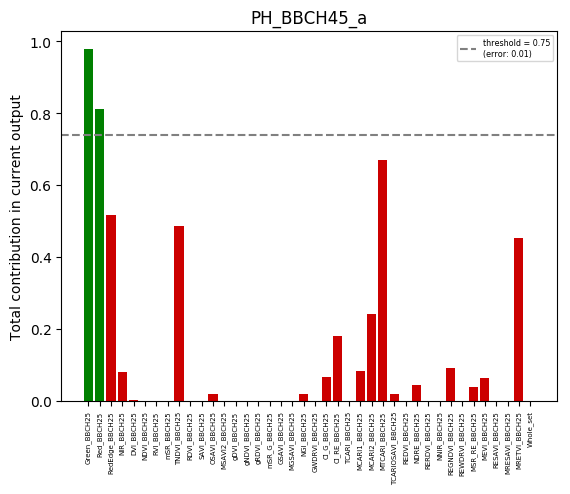 PH_BBCH45_a
Total contribution in current output
1.0
0.8
0.6
0.4
0.2
0.0
threshold = 0.75
(error: 0.01)
Green_BBCH25
Red_BBCH25
RedEdge_BBCH25
NIR_BBCH25
DVI_BBCH25
NDVI_BBCH25
RVI_BBCH25
mSR_BBCH25
TNDVI_BBCH25
RDVI_BBCH25
SAVI_BBCH25
OSAVI_BBCH25
MSAVI2_BBCH25
gDVI_BBCH25
gNDVI_BBCH25
gRDVI_BBCH25
mSR_G_BBCH25
GSAVI_BBCH25
MGSAVI_BBCH25
NGI_BBCH25
GWDRVI_BBCH25
CI_G_BBCH25
CI_RE_BBCH25
TCARI_BBCH25
MCARI1_BBCH25
MCARI2_BBCH25
MTCARI_BBCH25
TCARIOSAVI_BBCH25
REDVI_BBCH25
NDRE_BBCH25
RERDVI_BBCH25
NNIR_BBCH25
REGNDVI_BBCH25
REWDRVI_BBCH25
MSR_RE_BBCH25
MEVI_BBCH25
RESAVI_BBCH25
MRESAVI_BBCH25
MRETVI_BBCH25
Whole_set